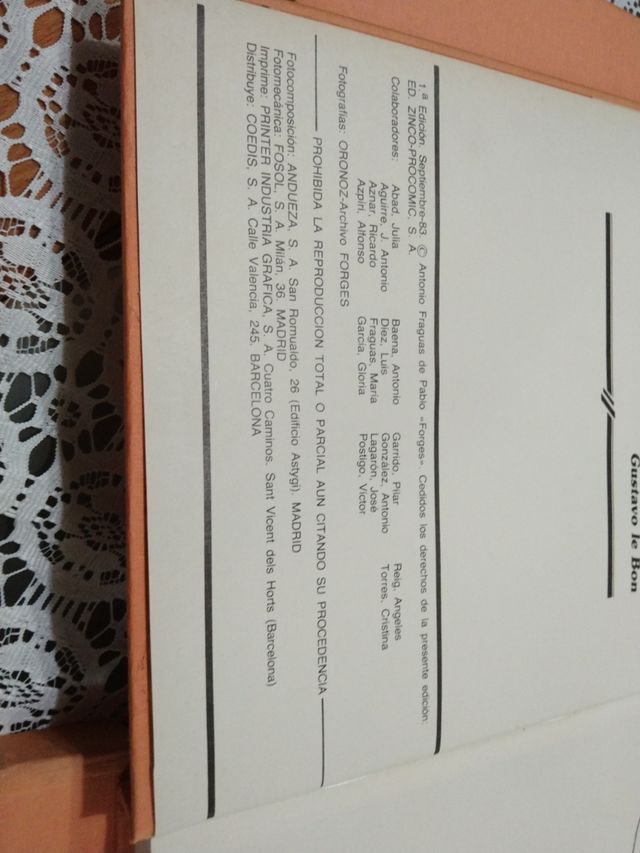 Gustavo le Bon
1ª Edición. Septiembre-83. © Antonio Fraguas de Pablo «Forges». Cedidos los derechos de la presente edición:
ED. ZINCO-PROCOMIC, S. A.
Colaboradores: Abad, Julia Baena, Antonio Garrido, Pilar Reig, Angeles
Aguirre, J. Antonio Díez, Luis González, Antonio Torres, Cristina
Aznar, Ricardo Fraguas, María Lagarón, José
Azpiri, Alfonso García, Gloria Postigo, Víctor
Fotografías: ORONOZ-Archivo FORGES
PROHIBIDA LA REPRODUCCION TOTAL O PARCIAL AUN CITANDO SU PROCEDENCIA
Fotocomposición: ANDUEZA, S. A. San Romualdo, 26 (Edificio Astygi). MADRID
Fotomecánica: FOSOL, S. A. Milán, 36. MADRID
Imprime: PRINTER INDUSTRIA GRAFICA, S. A. Cuatro Caminos. Sant Vicent dels Horts (Barcelona)
Distribuye: COEDIS, S. A. Calle Valencia, 245. BARCELONA